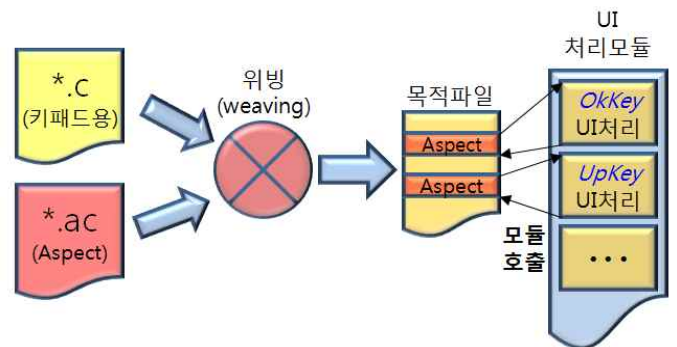 *.c
(키패드용)
*.ac
(Aspect)
위빙
(weaving)
목적파일
Aspect
Aspect
모듈
호출
UI
처리모듈
OkKey
UI처리
UpKey
UI처리
•••